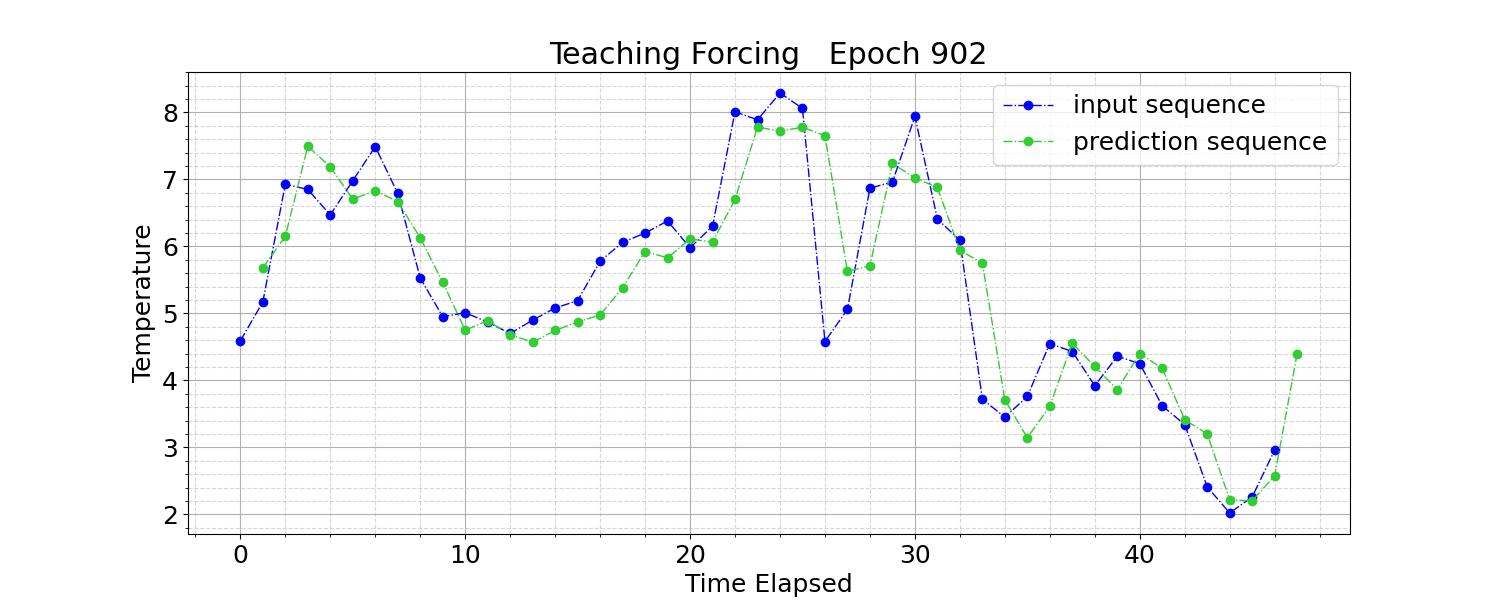 Teaching Forcing   Epoch 902
input sequence
prediction sequence
Temperature
8
7
6
5
4
3
2
0 10 20 30 40
Time Elapsed